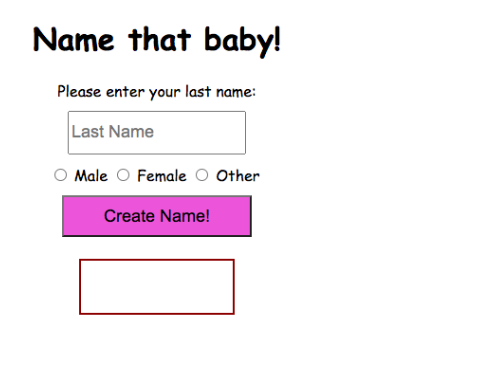 Name that baby!
Please enter your last name:
Last Name
Male Female Other
Create Name!